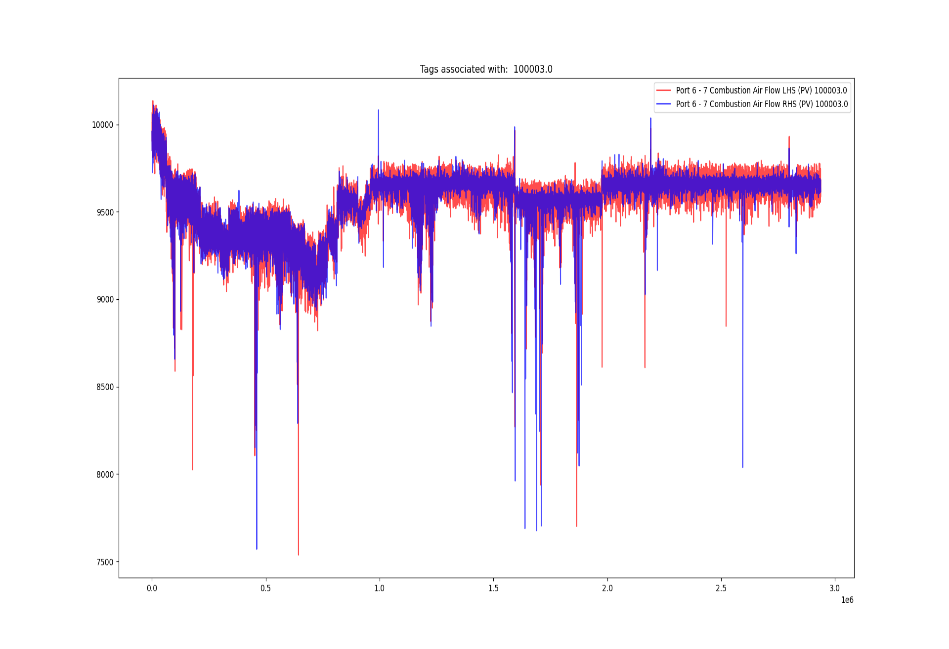 Tags associated with: 100003.0
Port 6 - 7 Combustion Air Flow LHS (PV) 100003.0
Port 6 - 7 Combustion Air Flow RHS (PV) 100003.0
10000
9500
9000
8500
8000
7500
0.0 0.5 1.0 1.5 2.0 2.5 3.0
1e6